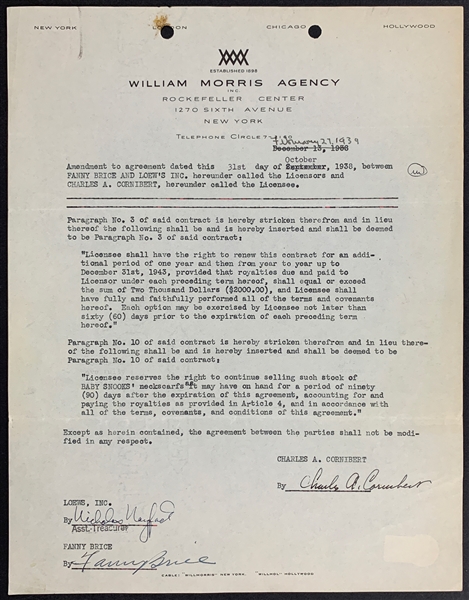 NEW YORK LONDON CHICAGO HOLLYWOOD
ESTABLISHED 1898
WILLIAM MORRIS AGENCY
INC.
ROCKEFELLER CENTER
1270 SIXTH AVENUE
NEW YORK
TELEPHONE CIRCLE 7-2160
February 27, 1939
December 13, 1938
October
Amendment to agreement dated this 31st day of September, 1938, between
FANNY BRICE AND LOEW'S INC. hereunder called the Licensors and
CHARLES A. CORNIBERT, hereunder called the Licensee.
Paragraph No. 3 of said contract is hereby stricken therefrom and in lieu
thereof the following shall be and is hereby inserted and shall be deemed
to be Paragraph No. 3 of said contract:
"Licensee shall have the right to renew this contract for an addi-
tional period of one year and then from year to year up to
December 31st, 1943, provided that royalties due and paid to
Licensor under each preceding term hereof, shall equal or exceed
the sum of Two Thousand Dollars ($2000.00), and Licensee shall
have fully and faithfully performed all of the terms and covenants
hereof. Each option may be exercised by Licensee not later than
sixty (60) days prior to the expiration of each preceding term
hereof."
Paragraph No. 10 of said contract is hereby stricken therefrom and in lieu there-
of the following shall be and is hereby inserted and shall be deemed to be
Paragraph No. 10 of said contract:
"Licensee reserves the right to continue selling such stock of
BABY SNOOKS' neckscarfs as it may have on hand for a period of ninety
(90) days after the expiration of this agreement, accounting for and
paying the royalties as provided in Article 4, and in accordance with
all of the terms, covenants, and conditions of this agreement."
Except as herein contained, the agreement between the parties shall not be modi-
fied in any respect.
CHARLES A. CORNIBERT
By Charles A. Cornibert
LOEWS, INC.
By Nicholas
Asst. Treasurer
FANNY BRICE
By Fanny Brice
CABLE: "WILLMORRIS" NEW YORK, "WILLMOL" HOLLYWOOD